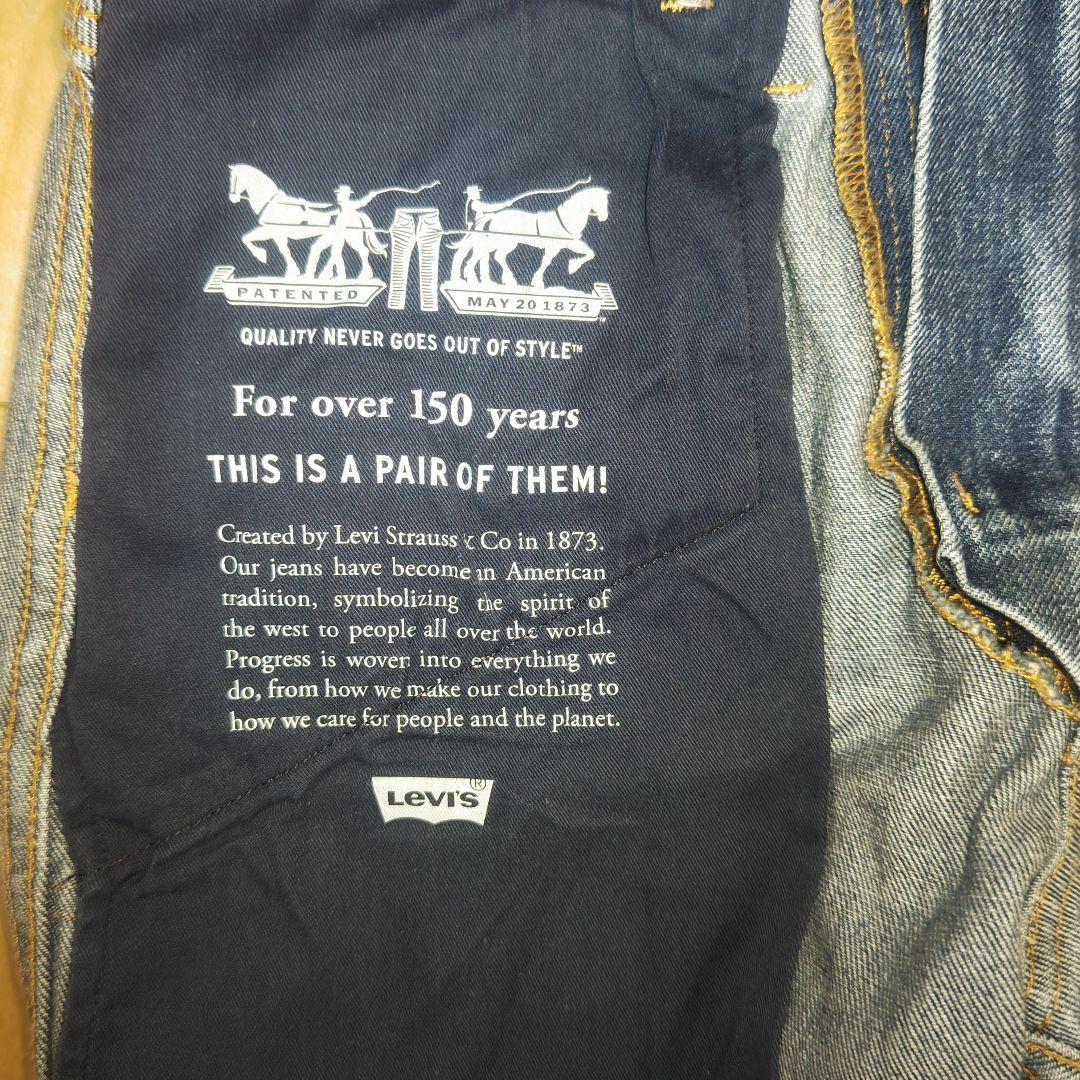 PATENTED
MAY 20 1873
™
QUALITY NEVER GOES OUT OF STYLE™
For over 150 years
THIS IS A PAIR OF THEM!
Created by Levi Strauss & Co in 1873.
Our jeans have become an American
tradition, symbolizing the spirit of
the west to people all over the world.
Progress is woven into everything we
do, from how we make our clothing to
how we care for people and the planet.
LEVI'S®